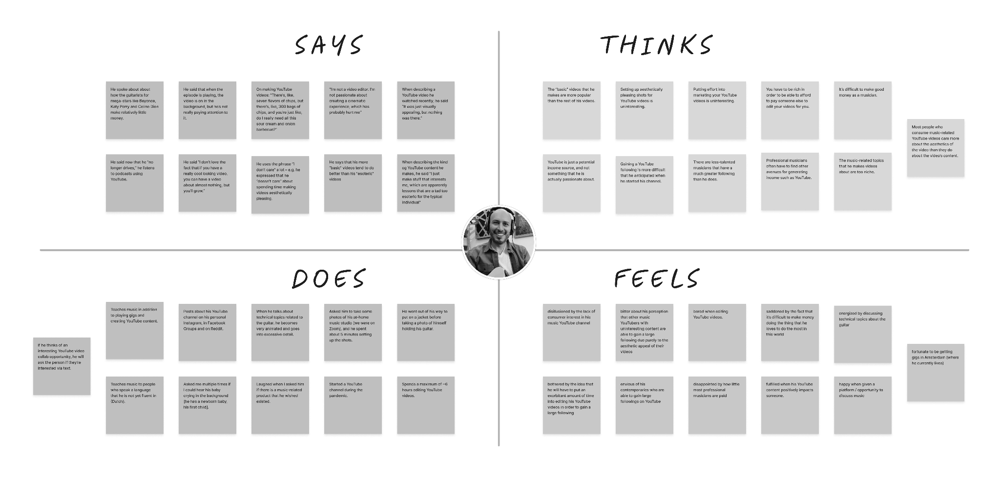 SAYS
He spoke about about
how the guitarists for
mega-stars like Beyonce,
Katy Perry and Celine Dion
make relatively little
money.
He said that when the
episode is playing, the
video is on in the
background, but he's not
really paying attention to
it.
On making YouTube
videos: "There's, like,
seven flavors of chips, but
there's, like, 300 bags of
chips, and you're just like,
do I really need all this
sour cream and onion
barbecue?"
"I'm not a video editor. I'm
not passionate about
creating a cinematic
experience, which has
probably hurt me"
When describing a
YouTube video he
watched recently, he said
"It was just visually
appealing, but nothing
was there."
He said now that he "no
longer drives," he listens
to podcasts using
YouTube.
He said "I don't love the
fact that if you have a
really cool looking video,
you can have a video
about almost nothing, but
you'll grow."
He uses the phrase "I
don't care" a lot – e.g. he
expressed that he
"doesn't care" about
spending time making
videos aesthetically
pleasing.
He says that his more
"basic" videos tend to do
better than his "esoteric"
videos
When describing the kind
og YouTube content he
makes, he said "I just
make stuff that interests
me, which are apparently
lessons that are a tad too
esoteric for the typical
individual"
THINKS
The "basic" videos that he
makes are more popular
than the rest of his videos.
Setting up aesthetically
pleasing shots for
YouTube videos is
uninteresting.
Putting effort into
marketing your YouTube
videos is uninteresting.
You have to be rich in
order to be able to afford
to pay someone else to
edit your videos for you.
It's difficult to make good
money as a musician.
Most people who
consume music-related
YouTube videos care more
about the aesthetics of
the video than they do
about the video's content.
YouTube is just a potential
income source, and not
something that he is
actually passionate about.
Gaining a YouTube
following is more difficult
that he anticipated when
he started his channel.
There are less-talented
musicians that have a
much greater following
than he does.
Professional musicians
often have to find other
avenues for generating
income such as YouTube.
The music-related topics
that he makes videos
about are too niche.
DOES
If he thinks of an
interesting YouTube video
collab opportunity, he will
ask the person if they're
interested via text.
Teaches music in addition
to playing gigs and
creating YouTube content.
Posts about his YouTube
channel on his personal
Instagram, in Facebook
Groups and on Reddit.
When he talks about
technical topics related to
the guitar, he becomes
very animated and goes
into excessive detail.
Asked him to take some
photos of his at-home
music studio [we were on
Zoom], and he spent
about 5 minutes setting
up the shots.
He went out of his way to
put on a jacket before
taking a photo of himself
holding his guitar.
Teaches music to people
who speak a language
that he is not yet fluent in
(Dutch).
Asked me multiple times if
I could hear his baby
crying in the background
[he has a newborn baby,
his first child].
Laughed when I asked him
if there is a music-related
product that he wished
existed.
Started a YouTube
channel during the
pandemic.
Spends a maximum of ~6
hours editing YouTube
videos.
FEELS
disillusioned by the lack of
consumer interest in his
music YouTube channel
bitter about his perception
that other music
YouTubers with
uninteresting content are
able to gain a large
following due purely to the
aesthetic appeal of their
videos
bored when editing
YouTube videos.
saddened by the fact that
it's difficult to make money
doing the thing that he
loves to do the most in
this world
energized by discussing
technical topics about the
guitar
fortunate to be getting
gigs in Amsterdam (where
he currently lives)
bothered by the idea that
he will have to put an
exorbitant amount of time
into editing his YouTube
videos in order to gain a
large following
envious of his
contemporaries who are
able to gain large
followings on YouTube
disappointed by how little
most professional
musicians are paid
fulfilled when his YouTube
content positively impacts
someone.
happy when given a
platform / opportunity to
discuss music